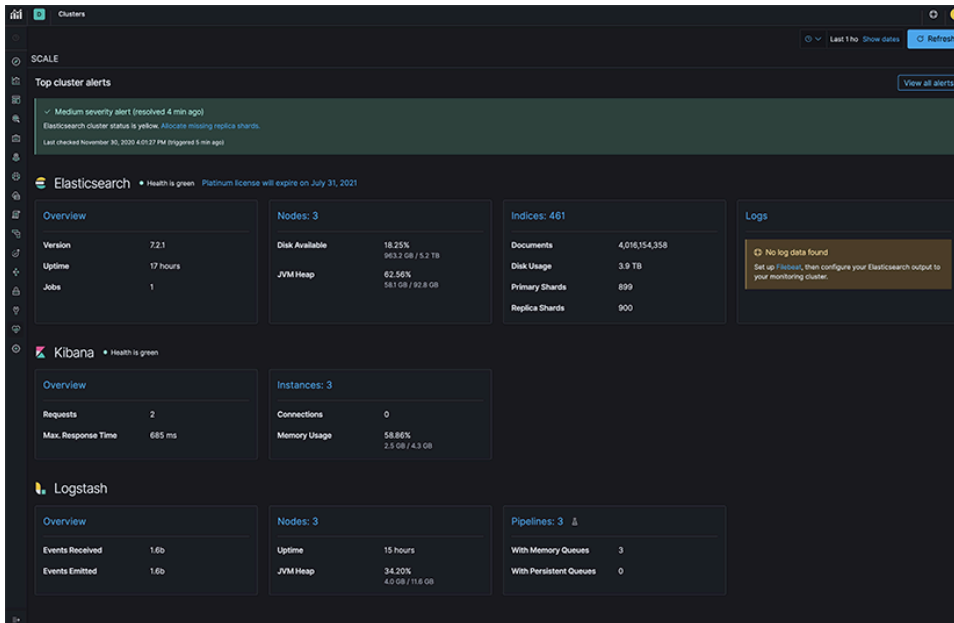 D Clusters
Last 1 ho Show dates Refresh
SCALE
Top cluster alerts
View all alerts
Medium severity alert (resolved 4 min ago)
Elasticsearch cluster status is yellow. Allocate missing replica shards.
Last checked November 30, 2020 4:01:27 PM (triggered 5 min ago)
Elasticsearch Health is green Platinum license will expire on July 31, 2021
Overview
Version 7.2.1
Uptime 17 hours
Jobs 1
Nodes: 3
Disk Available 18.25%
963.2 GB / 5.2 TB
JVM Heap 62.56%
58.1 GB / 92.8 GB
Indices: 461
Documents 4,016,154,358
Disk Usage 3.9 TB
Primary Shards 899
Replica Shards 900
Logs
No log data found
Set up Filebeat, then configure your Elasticsearch output to
your monitoring cluster.
Kibana Health is green
Overview
Requests 2
Max. Response Time 685 ms
Instances: 3
Connections 0
Memory Usage 58.86%
2.5 GB / 4.3 GB
Logstash
Overview
Events Received 1.6b
Events Emitted 1.6b
Nodes: 3
Uptime 15 hours
JVM Heap 34.20%
4.0 GB / 11.6 GB
Pipelines: 3
With Memory Queues 3
With Persistent Queues 0